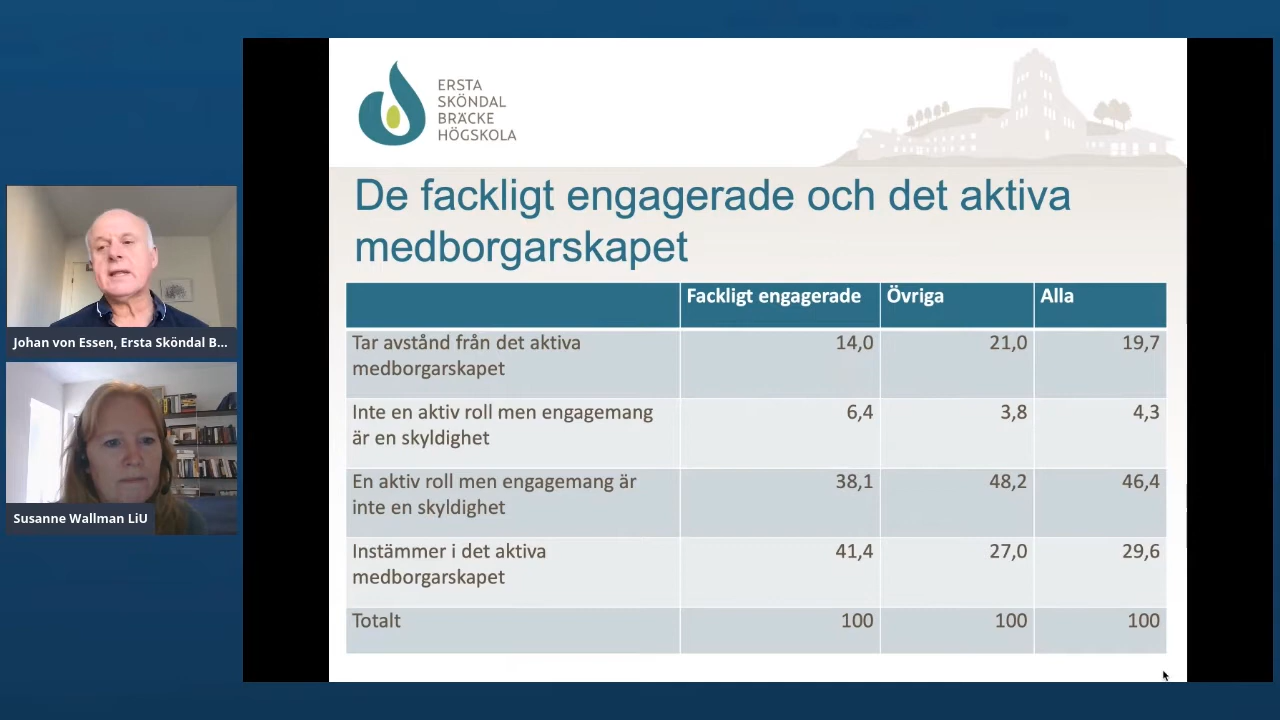 ERSTA
SKÖNDAL
BRÄCKE
HÖGSKOLA
De fackligt engagerade och det aktiva
medborgarskapet
Fackligt engagerade Övriga Alla
Tar avstånd från det aktiva
medborgarskapet 14,0 21,0 19,7
Inte en aktiv roll men engagemang
är en skyldighet 6,4 3,8 4,3
En aktiv roll men engagemang är
inte en skyldighet 38,1 48,2 46,4
Instämmer i det aktiva
medborgarskapet 41,4 27,0 29,6
Totalt 100 100 100
Johan von Essen, Ersta Sköndal B...
Susanne Wallman LiU